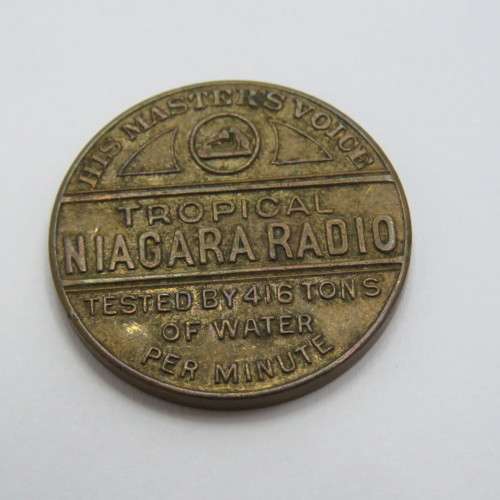 HIS MASTER'S VOICE
TROPICAL
NIAGARA RADIO
TESTED BY 416 TONS
OF WATER
PER MINUTE